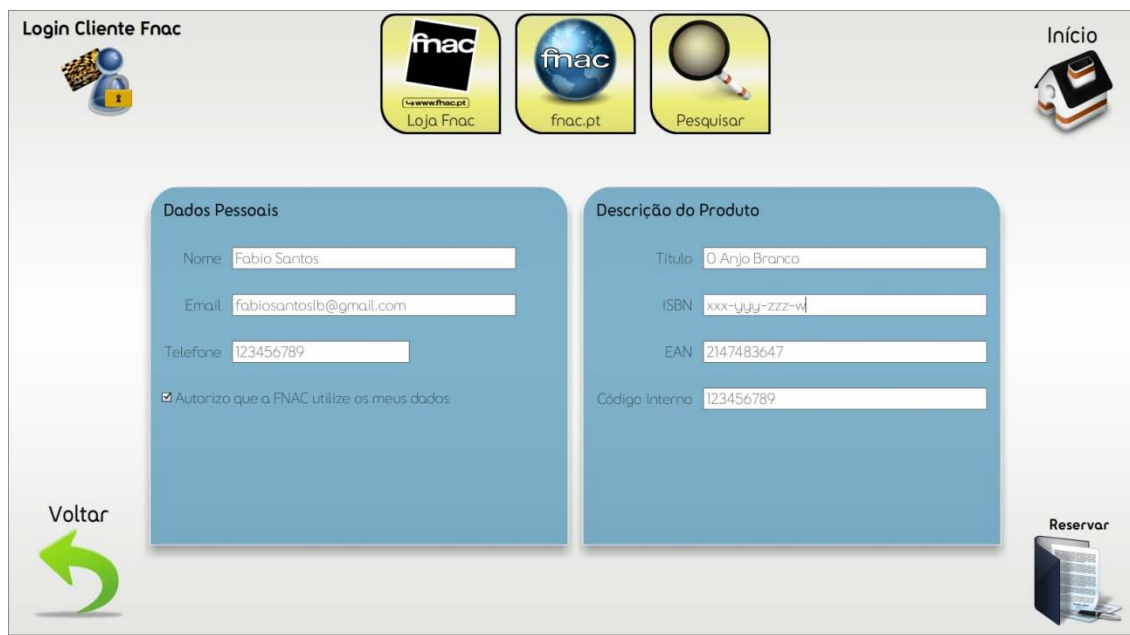 Login Cliente Fnac
fnac
www.fnac.pt
Loja Fnac
fnac
fnac.pt
Pesquisar
Início
Dados Pessoais
Nome Fabio Santos
Email fabiosantoslb@gmail.com
Telefone 123456789
Autorizo que a FNAC utilize os meus dados
Descrição do Produto
Título O Anjo Branco
ISBN xxx-yyy-zzz-w
EAN 2147483647
Código Interno 123456789
Voltar
Reservar